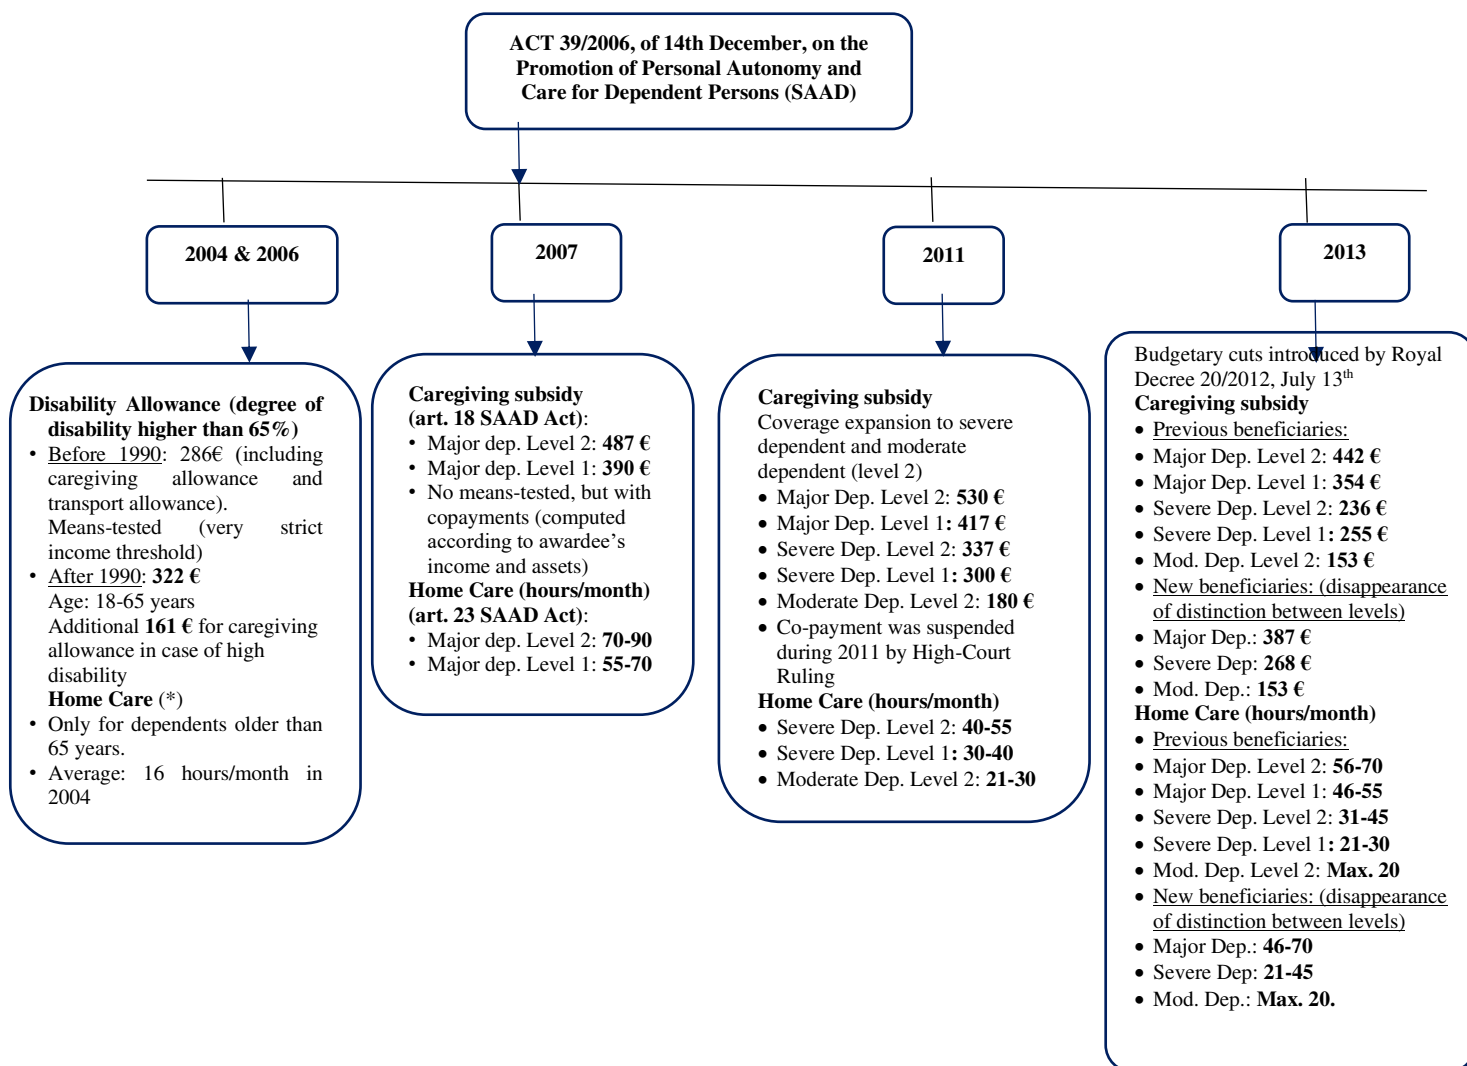 ACT 39/2006, of 14th December, on the
Promotion of Personal Autonomy and
Care for Dependent Persons (SAAD)
2004 & 2006
2007
2011
2013
Disability Allowance (degree of
disability higher than 65%)
• Before 1990: 286€ (including
caregiving allowance and
transport allowance).
Means-tested (very strict
income threshold)
• After 1990: 322 €
Age: 18-65 years
Additional 161 € for caregiving
allowance in case of high
disability
Home Care (*)
• Only for dependents older than
65 years.
• Average: 16 hours/month in
2004
Caregiving subsidy
(art. 18 SAAD Act):
• Major dep. Level 2: 487 €
• Major dep. Level 1: 390 €
• No means-tested, but with
copayments (computed
according to awardee’s
income and assets)
Home Care (hours/month)
(art. 23 SAAD Act):
• Major dep. Level 2: 70-90
• Major dep. Level 1: 55-70
Caregiving subsidy
Coverage expansion to severe
dependent and moderate
dependent (level 2)
• Major Dep. Level 2: 530 €
• Major Dep. Level 1: 417 €
• Severe Dep. Level 2: 337 €
• Severe Dep. Level 1: 300 €
• Moderate Dep. Level 2: 180 €
• Co-payment was suspended
during 2011 by High-Court
Ruling
Home Care (hours/month)
• Severe Dep. Level 2: 40-55
• Severe Dep. Level 1: 30-40
• Moderate Dep. Level 2: 21-30
Budgetary cuts introduced by Royal
Decree 20/2012, July 13th
Caregiving subsidy
• Previous beneficiaries:
• Major Dep. Level 2: 442 €
• Major Dep. Level 1: 354 €
• Severe Dep. Level 2: 236 €
• Severe Dep. Level 1: 255 €
• Mod. Dep. Level 2: 153 €
• New beneficiaries: (disappearance
of distinction between levels)
• Major Dep.: 387 €
• Severe Dep: 268 €
• Mod. Dep.: 153 €
Home Care (hours/month)
• Previous beneficiaries:
• Major Dep. Level 2: 56-70
• Major Dep. Level 1: 46-55
• Severe Dep. Level 2: 31-45
• Severe Dep. Level 1: 21-30
• Mod. Dep. Level 2: Max. 20
• New beneficiaries: (disappearance
of distinction between levels)
• Major Dep.: 46-70
• Severe Dep: 21-45
• Mod. Dep.: Max. 20.